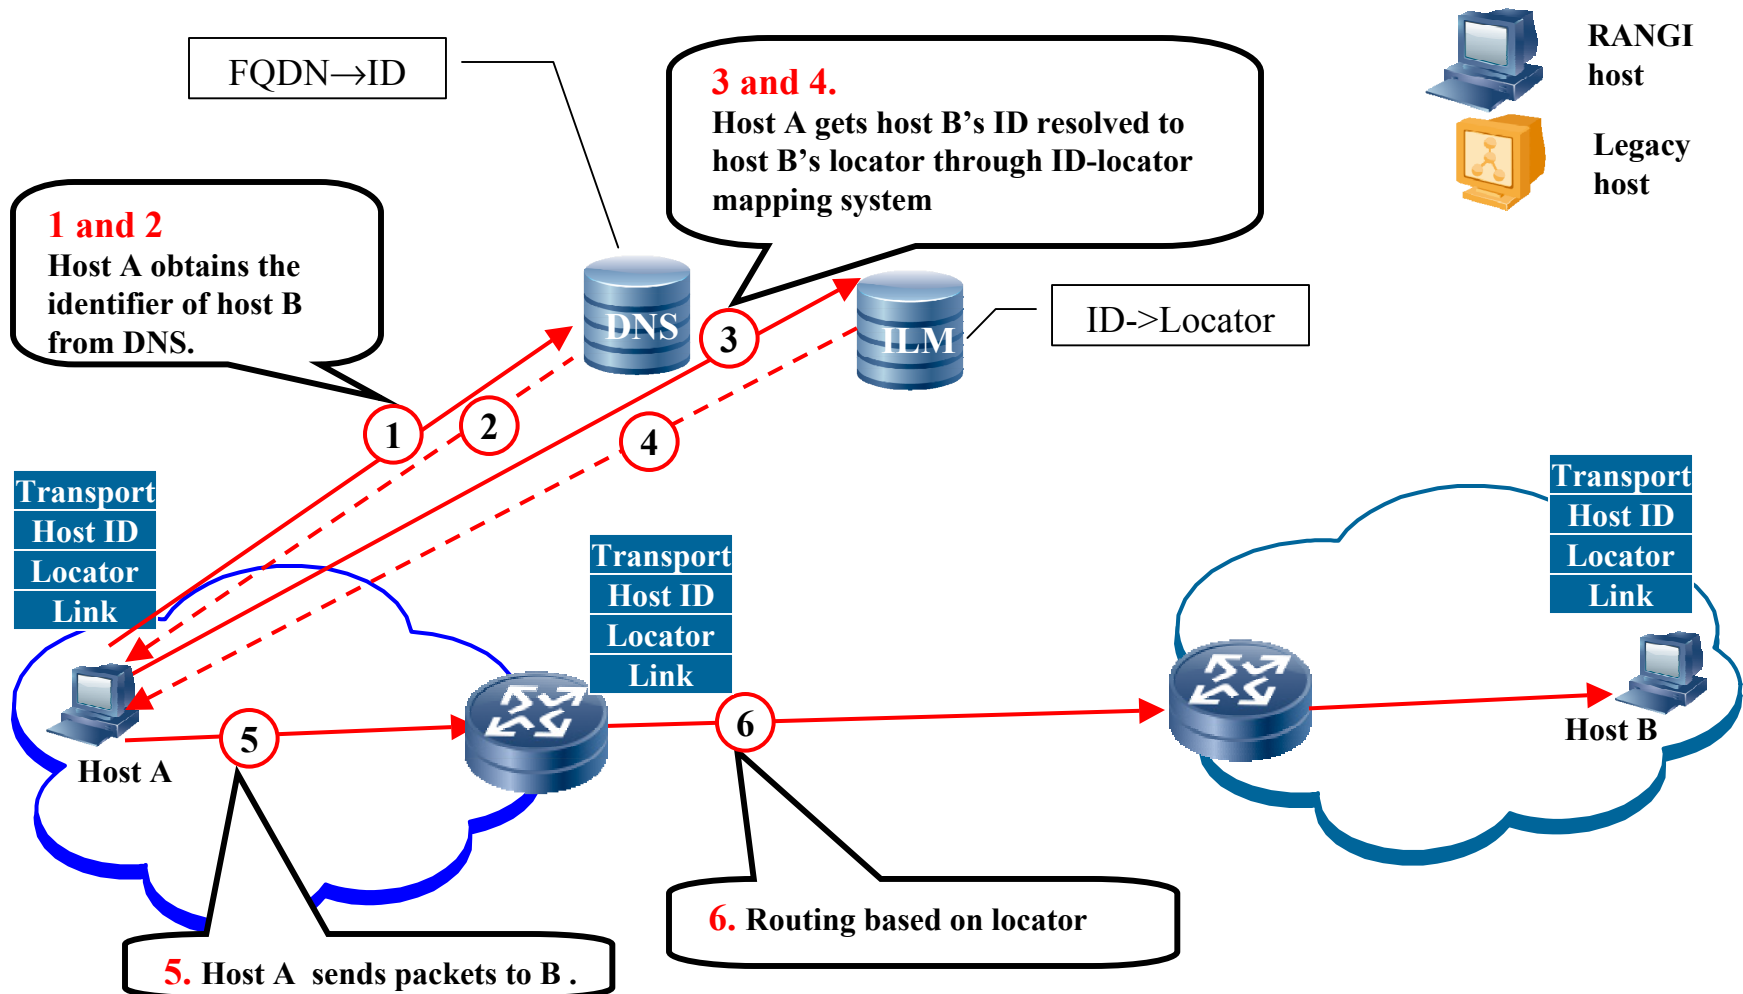 FQDN→ID
3 and 4.
Host A gets host B’s ID resolved to
host B’s locator through ID-locator
mapping system
RANGI
host
Legacy
host
1 and 2
Host A obtains the
identifier of host B
from DNS.
DNS
ILM
ID->Locator
3
1
2
4
Transport
Host ID
Locator
Link
Transport
Host ID
Locator
Link
Transport
Host ID
Locator
Link
Host A
5
6
Host B
6. Routing based on locator
5. Host A  sends packets to B .